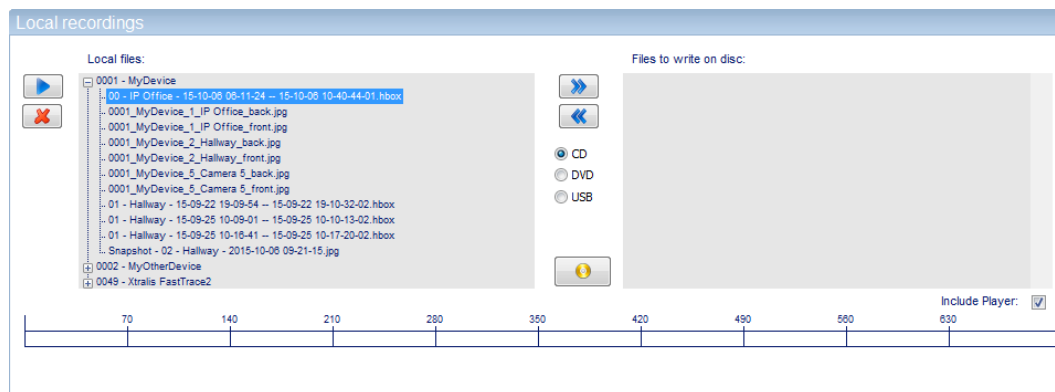 Local recordings
Local files:
Files to write on disc:
0001 - MyDevice
00 - IP Office - 15-10-06 06-11-24 -- 15-10-06 10-40-44-01.hbox
0001_MyDevice_1_IP Office_back.jpg
0001_MyDevice_1_IP Office_front.jpg
0001_MyDevice_2_Hallway_back.jpg
0001_MyDevice_2_Hallway_front.jpg
0001_MyDevice_5_Camera 5_back.jpg
0001_MyDevice_5_Camera 5_front.jpg
01 - Hallway - 15-09-22 19-09-54 -- 15-09-22 19-10-32-02.hbox
01 - Hallway - 15-09-25 10-09-01 -- 15-09-25 10-10-13-02.hbox
01 - Hallway - 15-09-25 10-16-41 -- 15-09-25 10-17-20-02.hbox
Snapshot - 02 - Hallway - 2015-10-06 09-21-15.jpg
0002 - MyOtherDevice
0049 - Xtralis FastTrace2
CD
DVD
USB
Include Player:
70 140 210 280 350 420 490 560 630